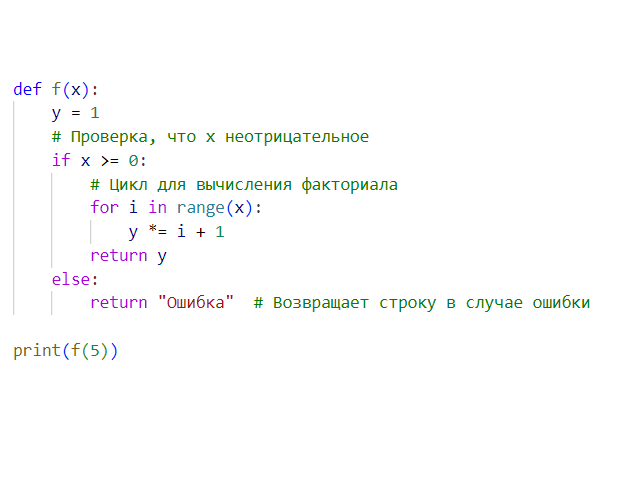 def f(x):
    y = 1
    # Проверка, что x неотрицательное
    if x >= 0:
        # Цикл для вычисления факториала
        for i in range(x):
            y *= i + 1
        return y
    else:
        return "Ошибка"  # Возвращает строку в случае ошибки

print(f(5))